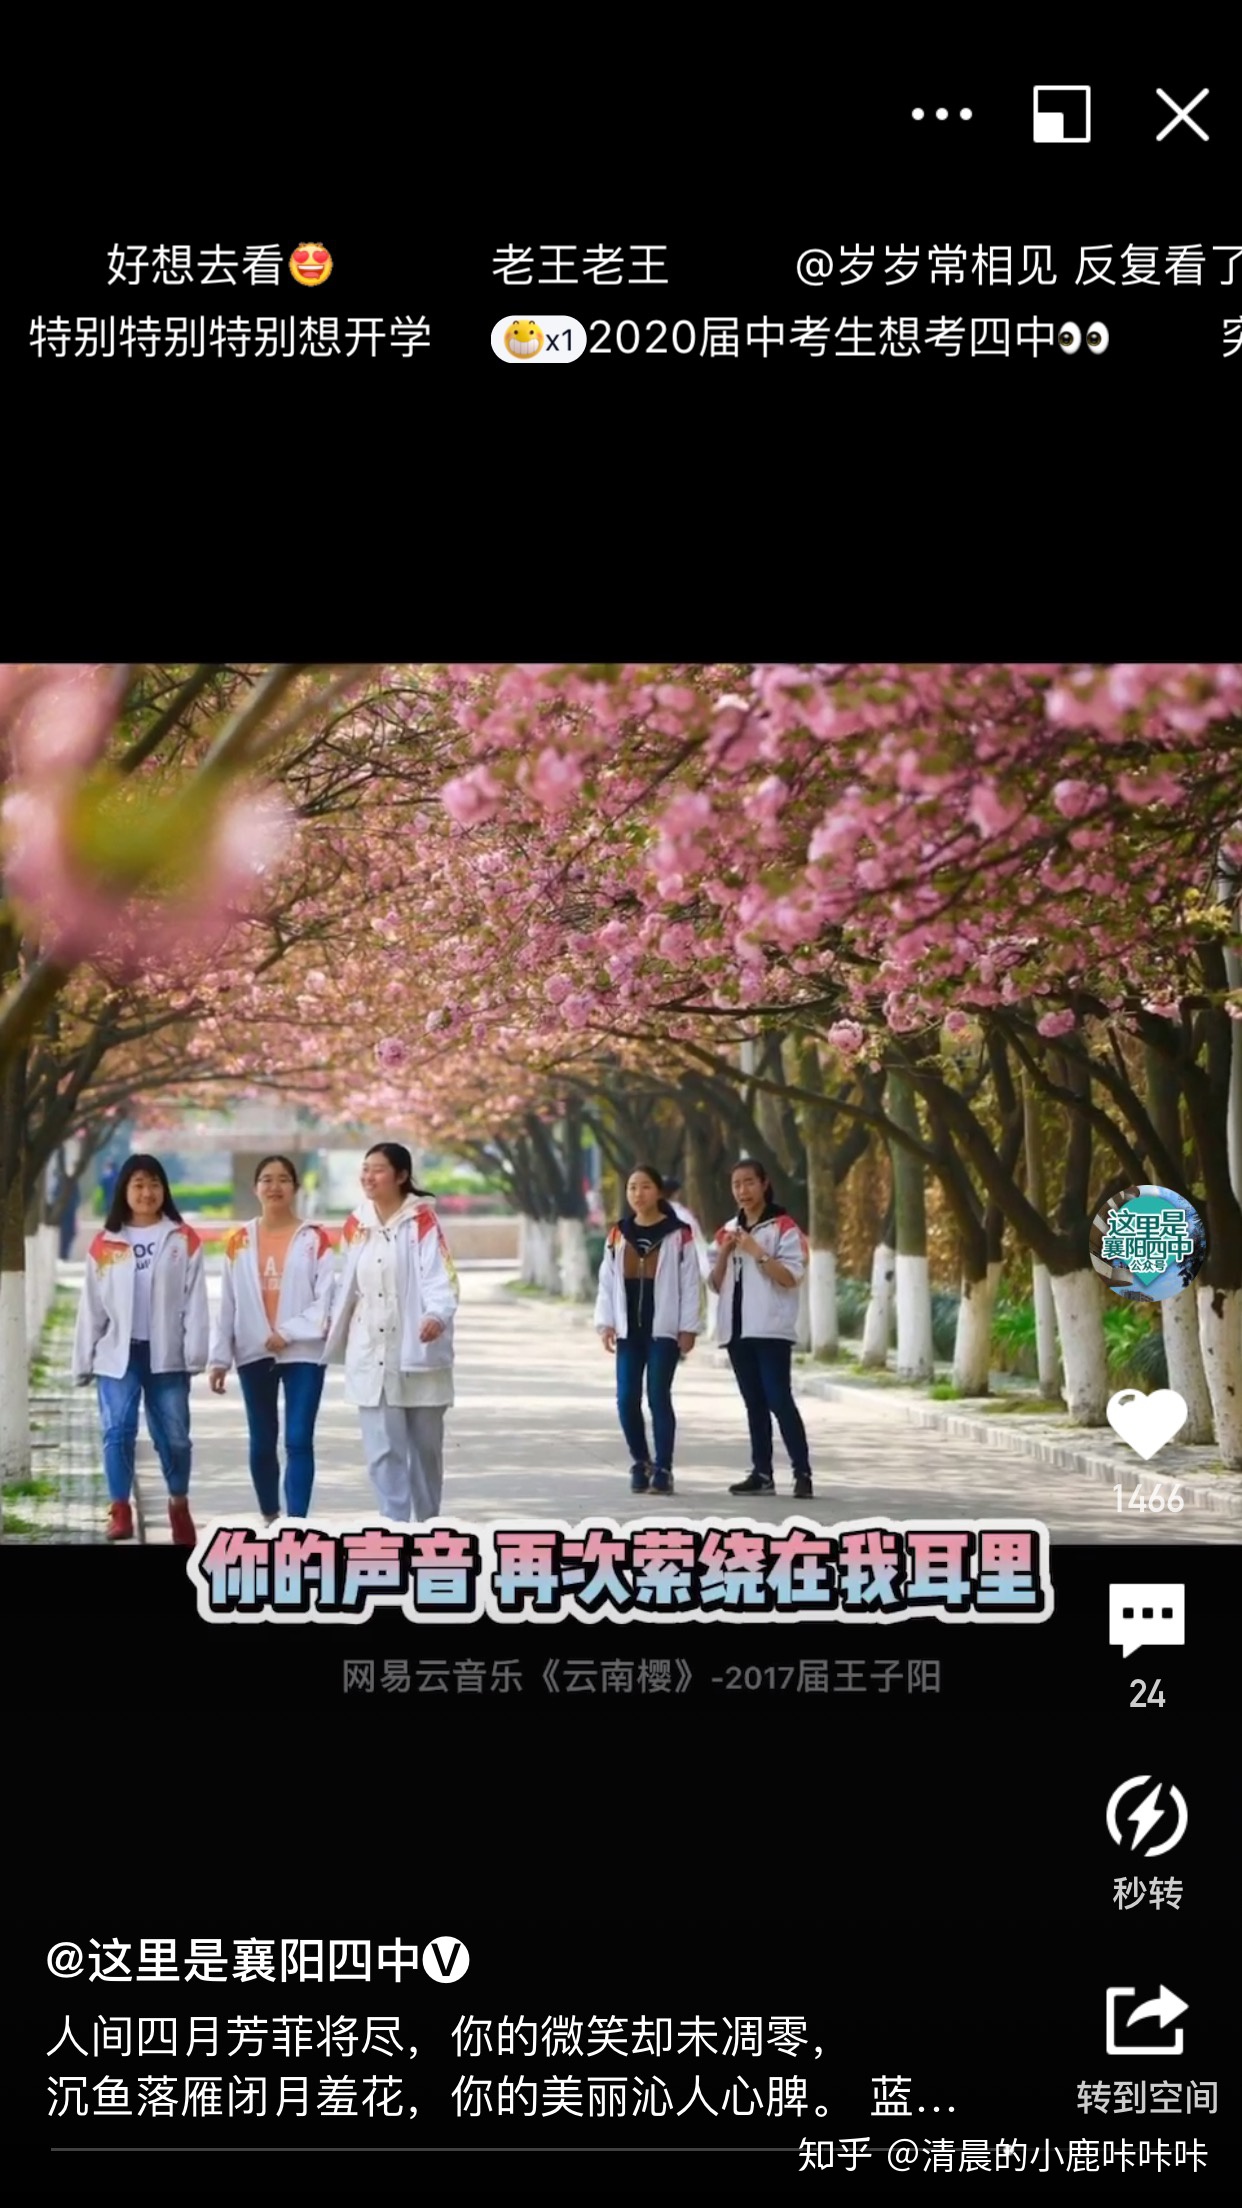 好想去看😍 老王老王 @岁岁常相见 反复看了
特别特别特别想开学 😁x1 2020届中考生想考四中👀
这里是
襄阳四中
公众号
1466
你的声音 再次萦绕在我耳里
网易云音乐《云南樱》-2017届王子阳
24
秒转
@这里是襄阳四中V
人间四月芳菲将尽，你的微笑却未凋零，
沉鱼落雁闭月羞花，你的美丽沁人心脾。 蓝...
转到空间
知乎 @清晨的小鹿咔咔咔